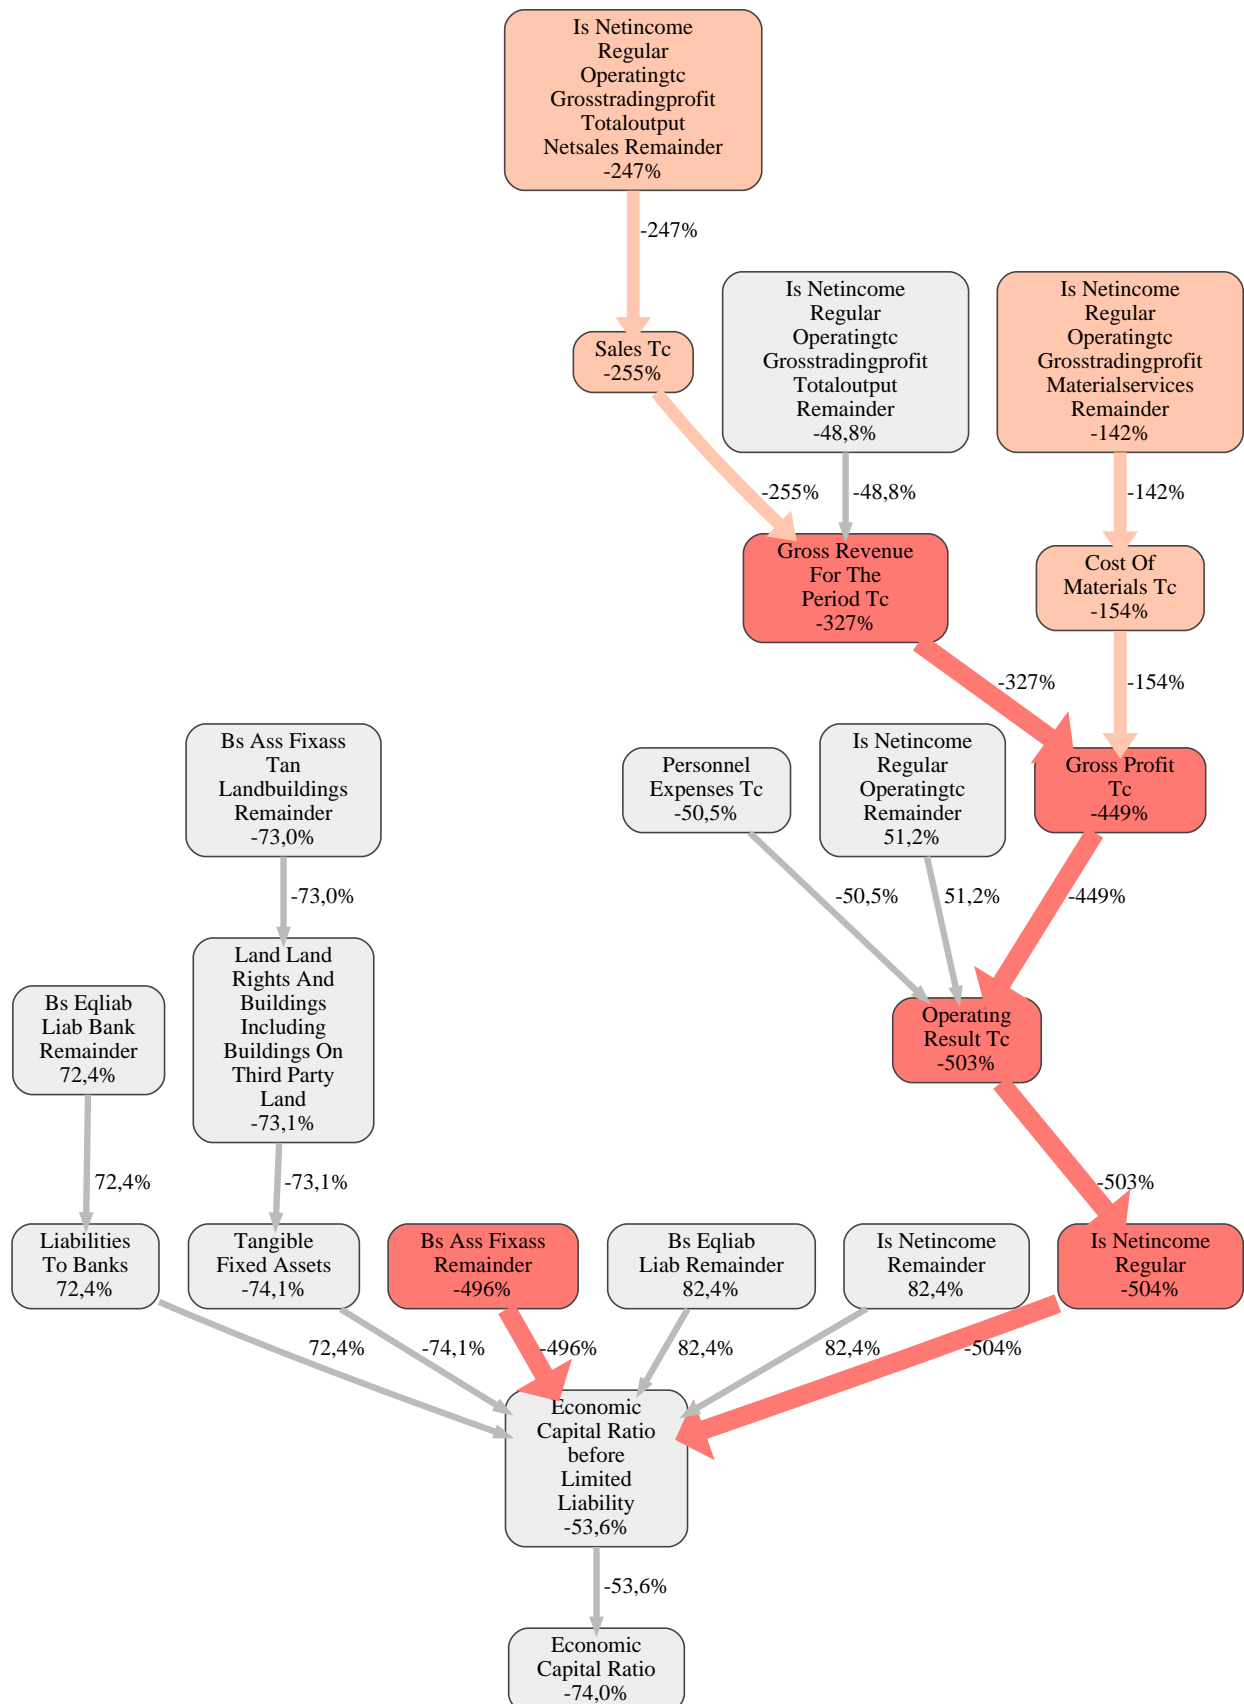 Is Netincome
Regular
Operatingtc
Grosstradingprofit
Totaloutput
Netsales Remainder
-247%
-247%
Is Netincome
Regular
Operatingtc
Grosstradingprofit
Totaloutput
Remainder
-48,8%
Is Netincome
Regular
Operatingtc
Grosstradingprofit
Materialservices
Remainder
-142%
Sales Tc
-255%
-255%
-48,8%
-142%
Gross Revenue
For The
Period Tc
-327%
Cost Of
Materials Tc
-154%
-327%
-154%
Bs Ass Fixass
Tan
Landbuildings
Remainder
-73,0%
Personnel
Expenses Tc
-50,5%
Is Netincome
Regular
Operatingtc
Remainder
51,2%
Gross Profit
Tc
-449%
-73,0%
-50,5%
51,2%
-449%
Bs Eqliab
Liab Bank
Remainder
72,4%
Land Land
Rights And
Buildings
Including
Buildings On
Third Party
Land
-73,1%
Operating
Result Tc
-503%
72,4%
-73,1%
-503%
Liabilities
To Banks
72,4%
Tangible
Fixed Assets
-74,1%
Bs Ass Fixass
Remainder
-496%
Bs Eqliab
Liab Remainder
82,4%
Is Netincome
Remainder
82,4%
Is Netincome
Regular
-504%
72,4%
-74,1%
-496%
82,4%
82,4%
-504%
Economic
Capital Ratio
before
Limited
Liability
-53,6%
-53,6%
Economic
Capital Ratio
-74,0%